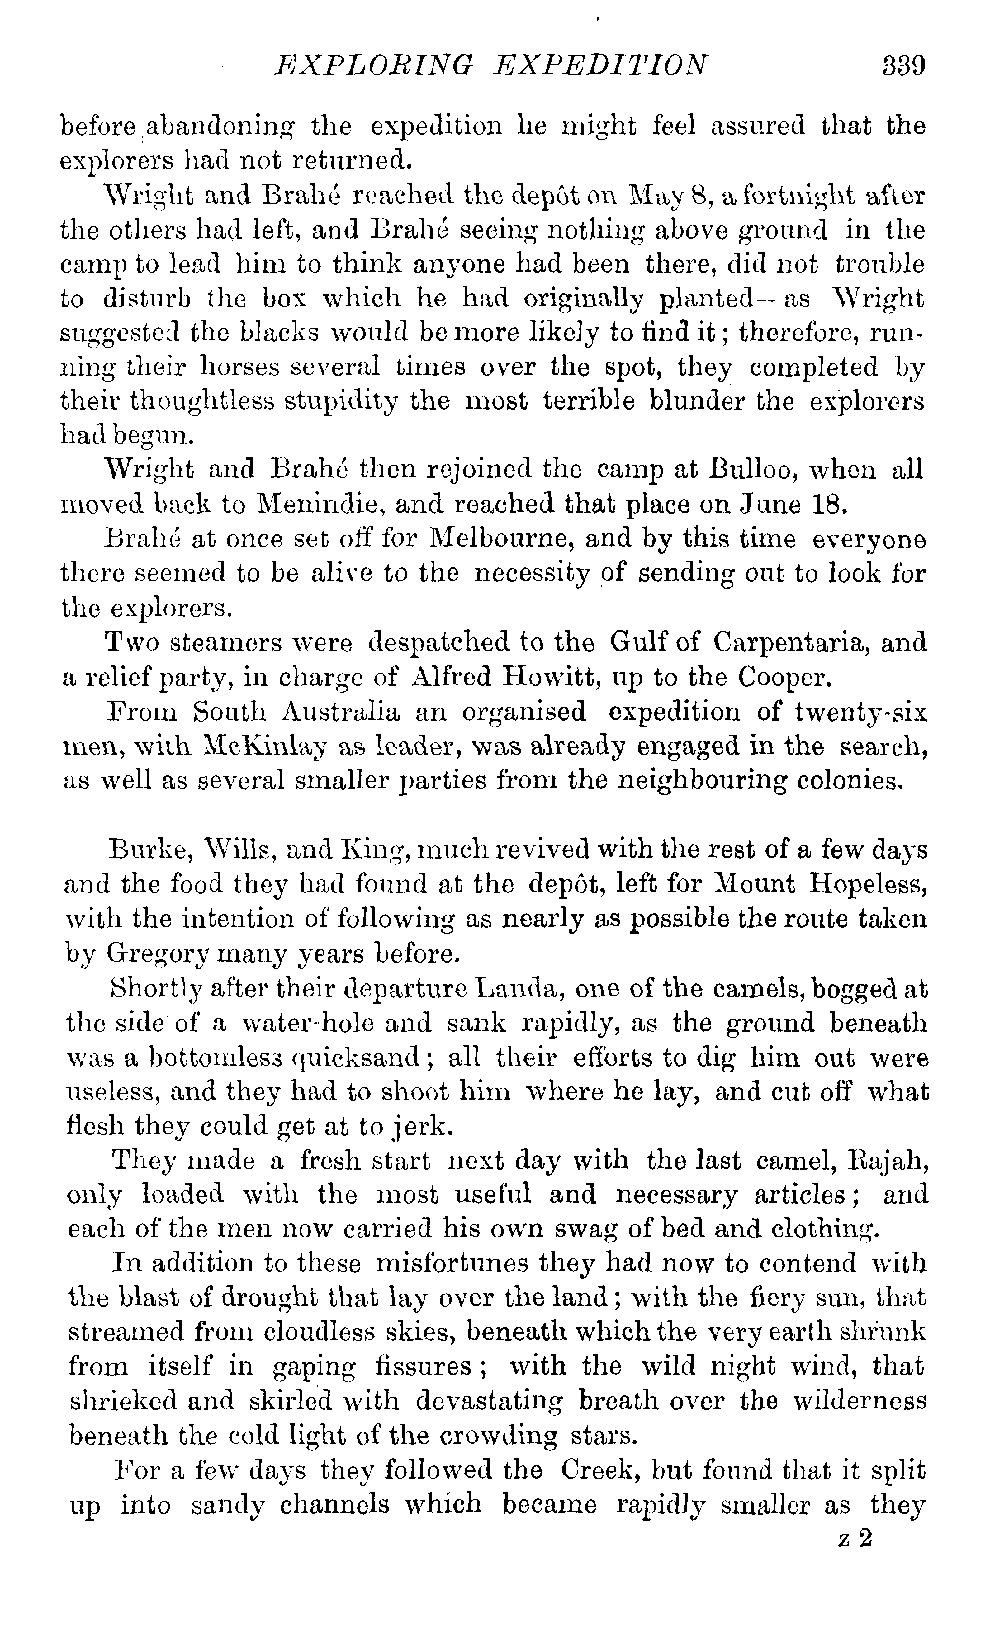 EXPLORING EXPEDITION 339
before abandoning the expedition he might feel assured that the
explorers had not returned.
Wright and Brahé reached the depôt on May 8, a fortnight after
the others had left, and Brahé seeing nothing above ground in the
camp to lead him to think anyone had been there, did not trouble
to disturb the box which he had originally planted—as Wright
suggested the blacks would be more likely to find it; therefore, run-
ning their horses several times over the spot, they completed by
their thoughtless stupidity the most terrible blunder the explorers
had begun.
Wright and Brahé then rejoined the camp at Bulloo, when all
moved back to Menindie, and reached that place on June 18.
Brahé at once set off for Melbourne, and by this time everyone
there seemed to be alive to the necessity of sending out to look for
the explorers.
Two steamers were despatched to the Gulf of Carpentaria, and
a relief party, in charge of Alfred Howitt, up to the Cooper.
From South Australia an organised expedition of twenty-six
men, with McKinlay as leader, was already engaged in the search,
as well as several smaller parties from the neighbouring colonies.
Burke, Wills, and King, much revived with the rest of a few days
and the food they had found at the depôt, left for Mount Hopeless,
with the intention of following as nearly as possible the route taken
by Gregory many years before.
Shortly after their departure Landa, one of the camels, bogged at
the side of a water-hole and sank rapidly, as the ground beneath
was a bottomless quicksand; all their efforts to dig him out were
useless, and they had to shoot him where he lay, and cut off what
flesh they could get at to jerk.
They made a fresh start next day with the last camel, Rajah,
only loaded with the most useful and necessary articles; and
each of the men now carried his own swag of bed and clothing.
In addition to these misfortunes they had now to contend with
the blast of drought that lay over the land; with the fiery sun, that
streamed from cloudless skies, beneath which the very earth shrunk
from itself in gaping fissures; with the wild night wind, that
shrieked and skirled with devastating breath over the wilderness
beneath the cold light of the crowding stars.
For a few days they followed the Creek, but found that it split
up into sandy channels which became rapidly smaller as they
z 2